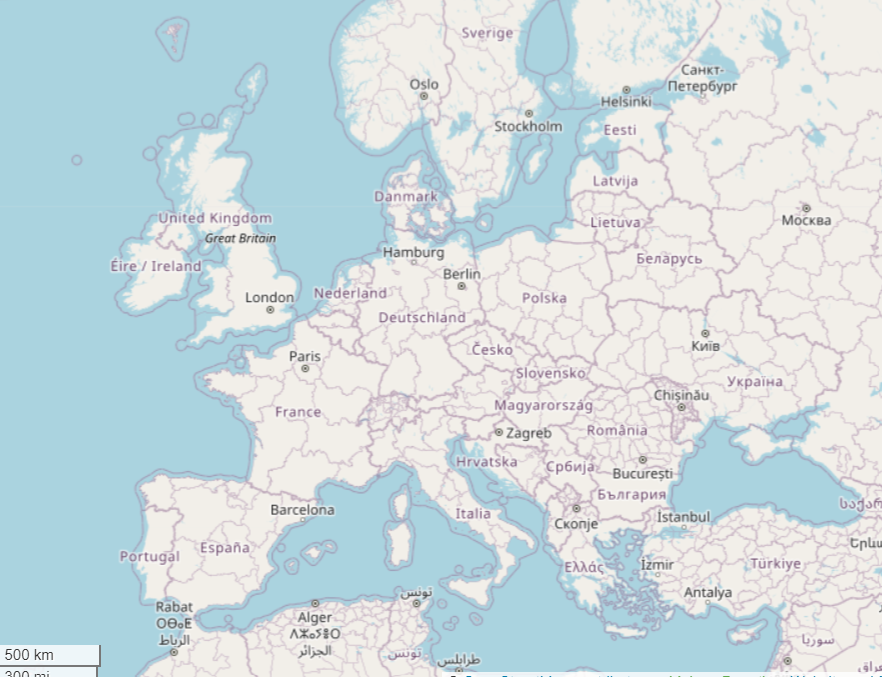 Sverige
Санкт-
Петербург
Oslo
Helsinki
Stockholm
Eesti
Latvija
Danmark
United Kingdom
Lietuva
Москва
Great Britain
Hamburg
Беларусь
Éire / Ireland
Berlin
Nederland
London
Polska
Deutschland
Київ
Česko
Paris
Slovensko
Україна
Chișinău
Magyarország
France
România
Zagreb
Hrvatska
Србија
București
България
Barcelona
Italia
İstanbul
Скопје
España
Portugal
Ελλάς
İzmir
Türkiye
Antalya
Rabat
ⵔⴱⴰⵟ
الرباط
تونس
Alger
ⴷⵣⴰⵢⵔ
الجزائر
تونس
طرابلس
سوريا
500 km
300 mi